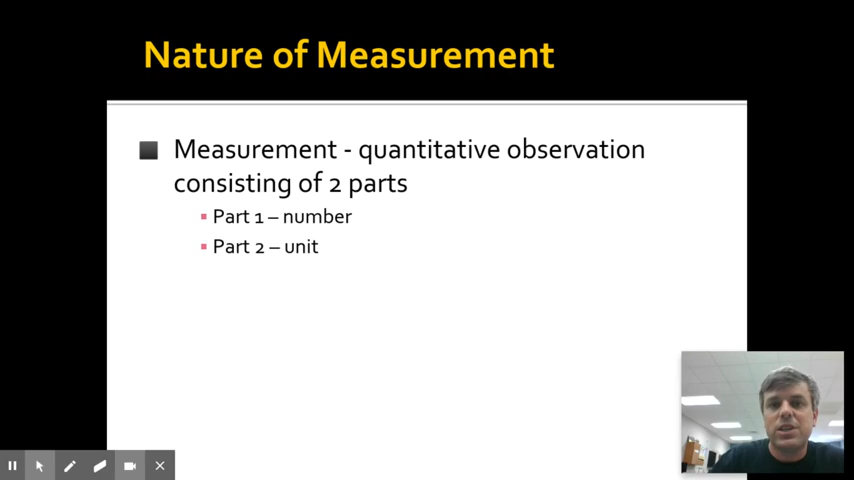 Nature of Measurement
Measurement - quantitative observation
consisting of 2 parts
Part 1 – number
Part 2 – unit